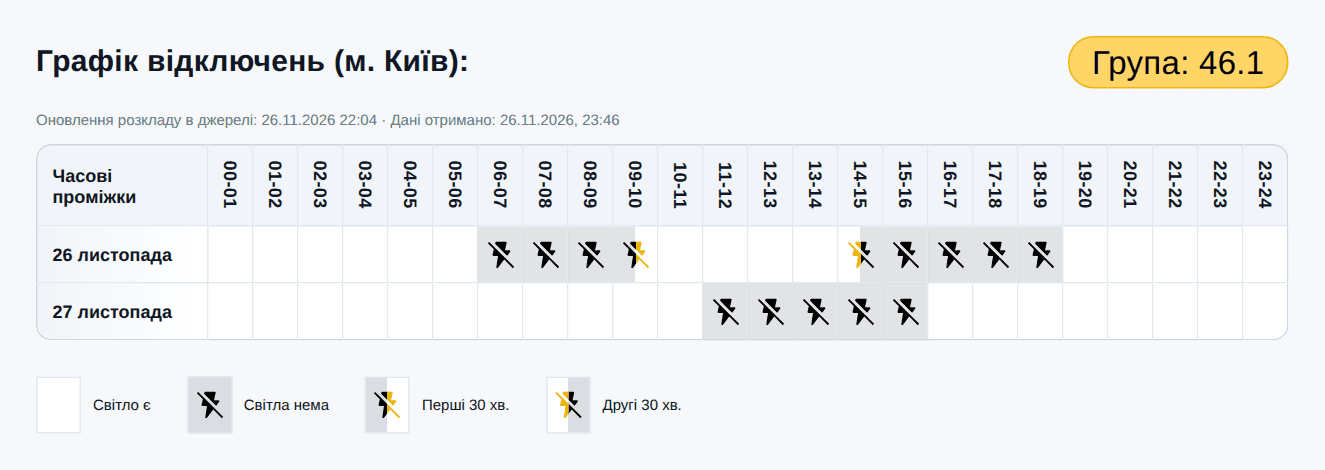 Графік відключень (м. Київ):
Група: 46.1
Оновлення розкладу в джерелі: 26.11.2026 22:04 · Дані отримано: 26.11.2026, 23:46
Часові
проміжки
00-01
01-02
02-03
03-04
04-05
05-06
06-07
07-08
08-09
09-10
10-11
11-12
12-13
13-14
14-15
15-16
16-17
17-18
18-19
19-20
20-21
21-22
22-23
23-24
26 листопада
27 листопада
Світло є
Світла нема
Перші 30 хв.
Другі 30 хв.